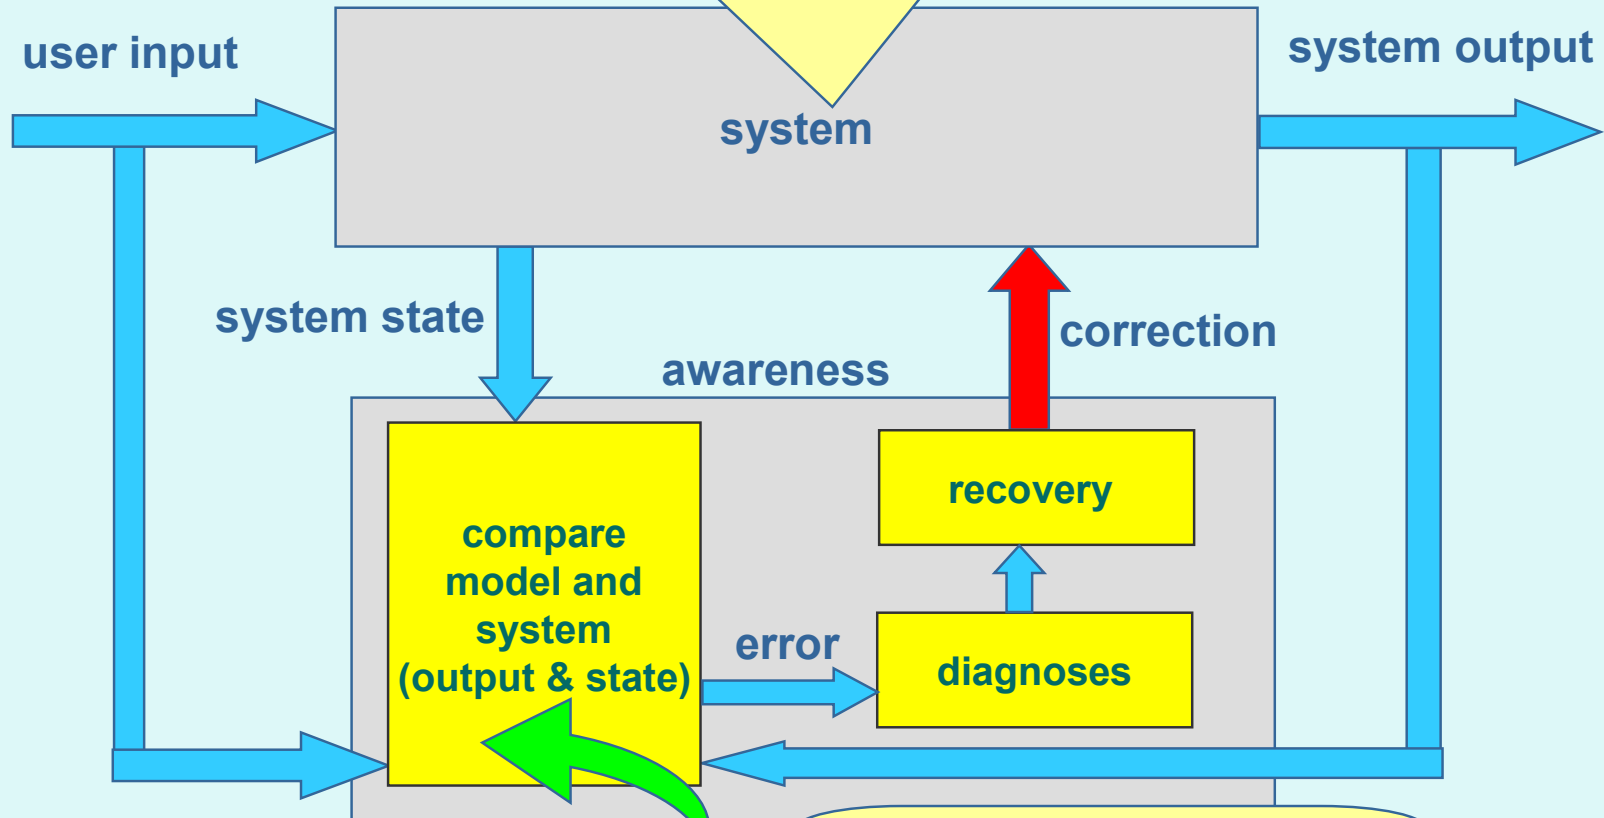 user input
system output
system
system state
correction
awareness
compare
model and
system
(output & state)
recovery
error
diagnoses